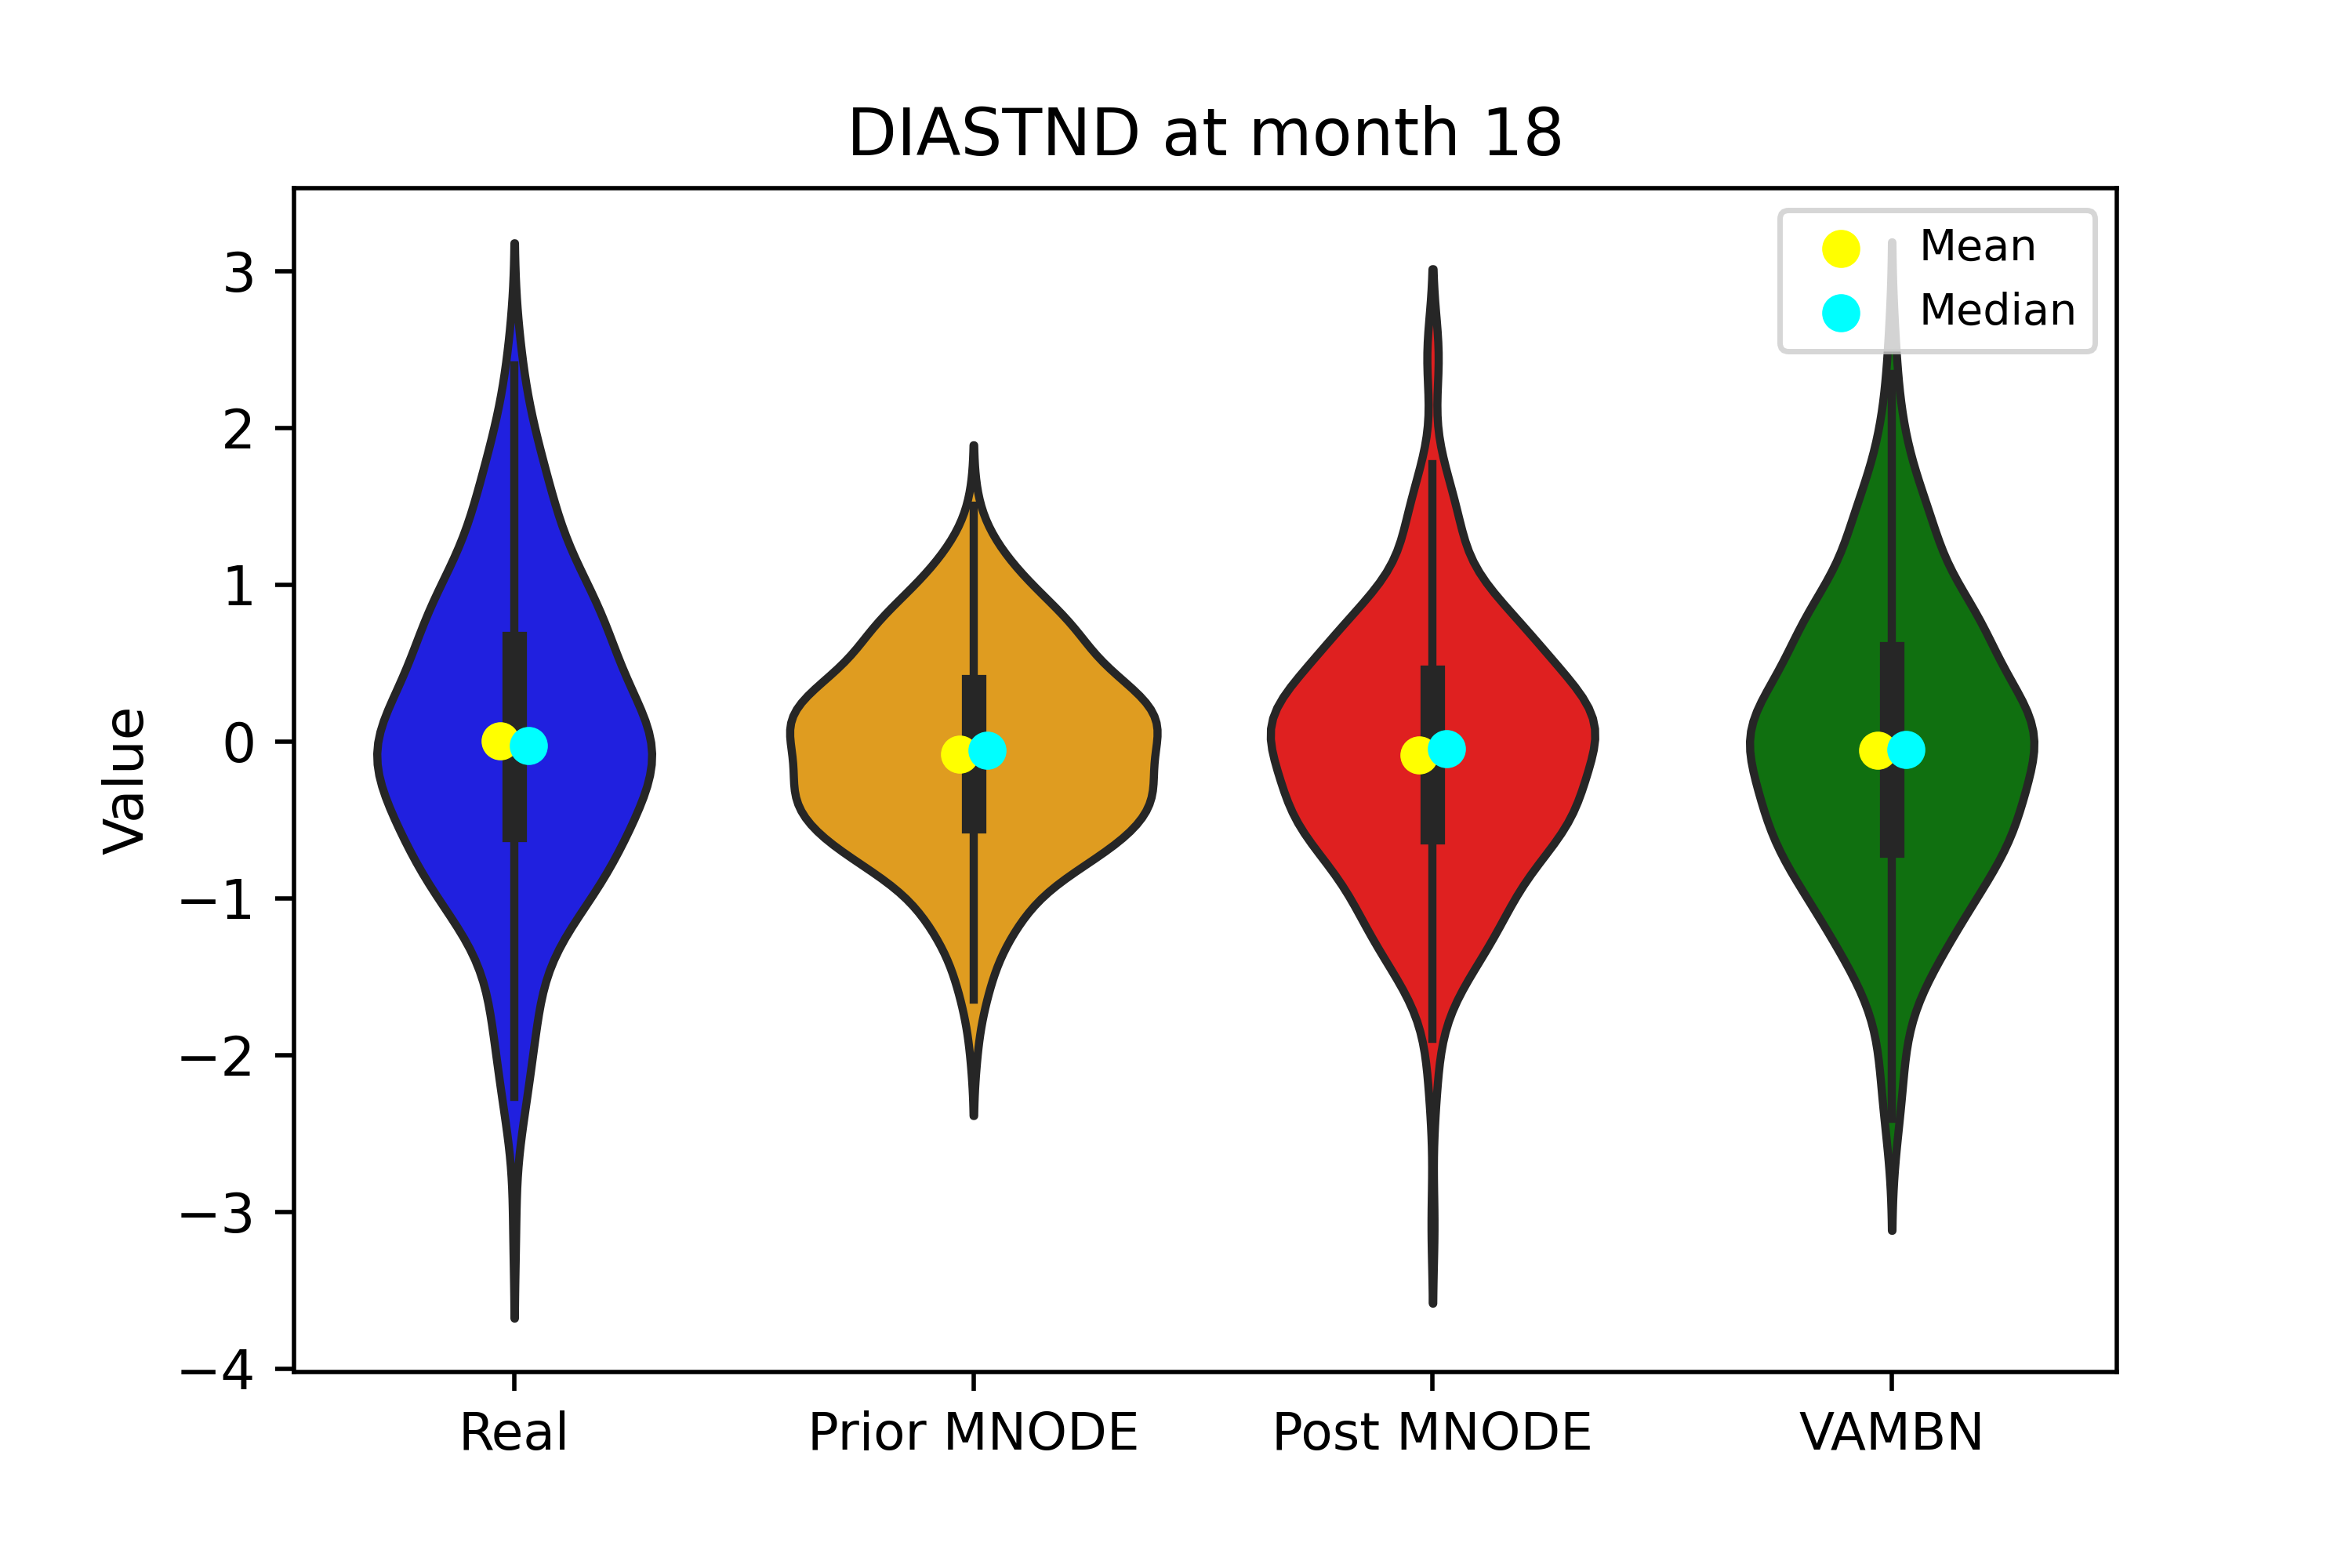 DIASTND at month 18
Mean
Median
3
2
1
0
−1
−2
−3
−4
Value
Real Prior MNODE Post MNODE VAMBN